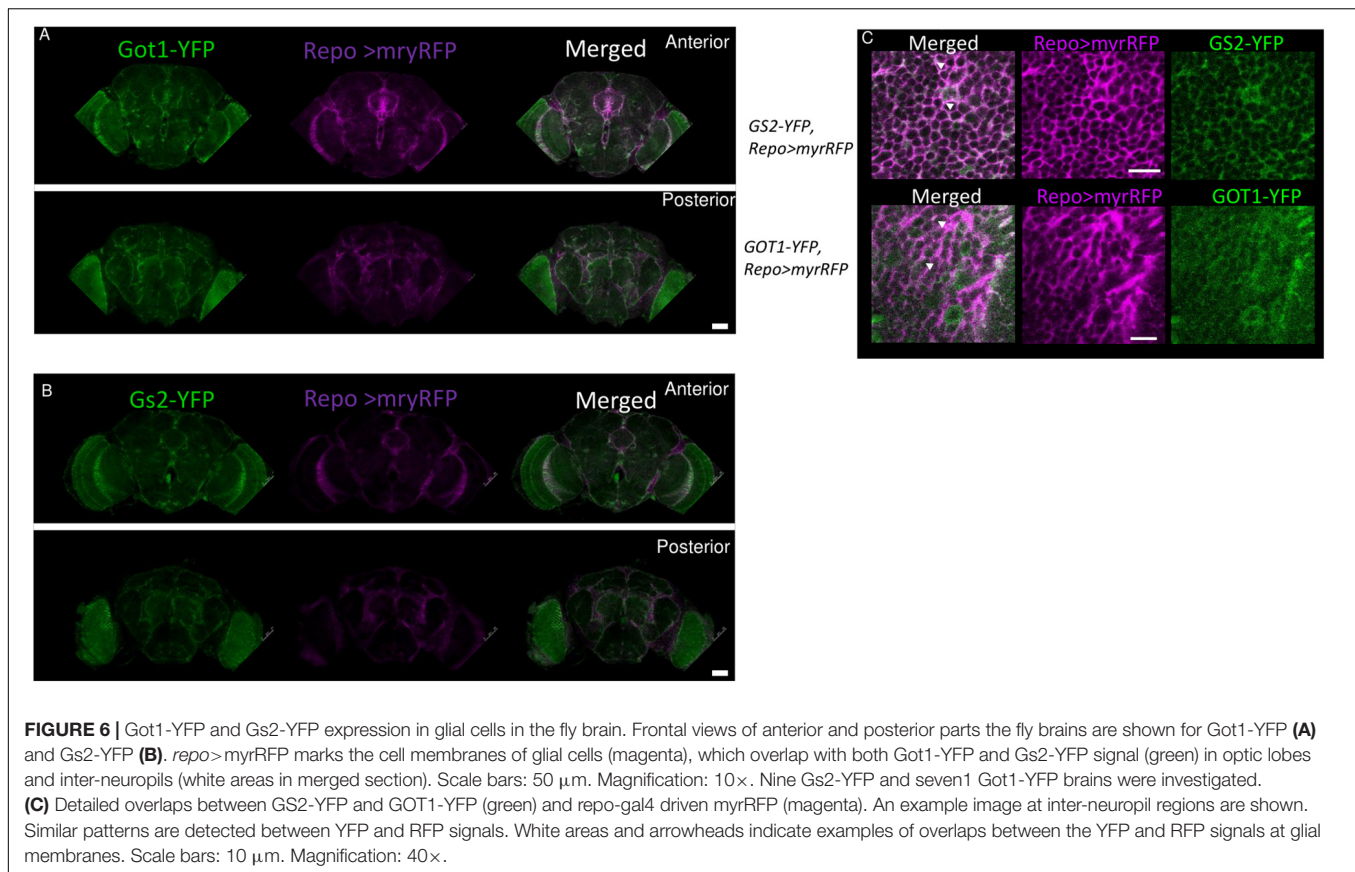 A
Got1-YFP
Repo >mryRFP
Merged
Anterior
Posterior
B
Gs2-YFP
Repo >mryRFP
Merged
Anterior
Posterior
C
Merged
Repo>myrRFP
GS2-YFP
GS2-YFP,
Repo>myrRFP
Merged
Repo>myrRFP
GOT1-YFP
GOT1-YFP,
Repo>myrRFP
FIGURE 6 | Got1-YFP and Gs2-YFP expression in glial cells in the fly brain. Frontal views of anterior and posterior parts the fly brains are shown for Got1-YFP (A)
and Gs2-YFP (B). repo>myrRFP marks the cell membranes of glial cells (magenta), which overlap with both Got1-YFP and Gs2-YFP signal (green) in optic lobes
and inter-neuropils (white areas in merged section). Scale bars: 50 μm. Magnification: 10×. Nine Gs2-YFP and seven1 Got1-YFP brains were investigated.
(C) Detailed overlaps between GS2-YFP and GOT1-YFP (green) and repo-gal4 driven myrRFP (magenta). An example image at inter-neuropil regions are shown.
Similar patterns are detected between YFP and RFP signals. White areas and arrowheads indicate examples of overlaps between the YFP and RFP signals at glial
membranes. Scale bars: 10 μm. Magnification: 40×.